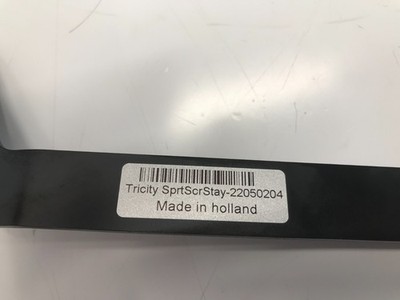 Tricity SprtScrStay-22050204
Made in holland